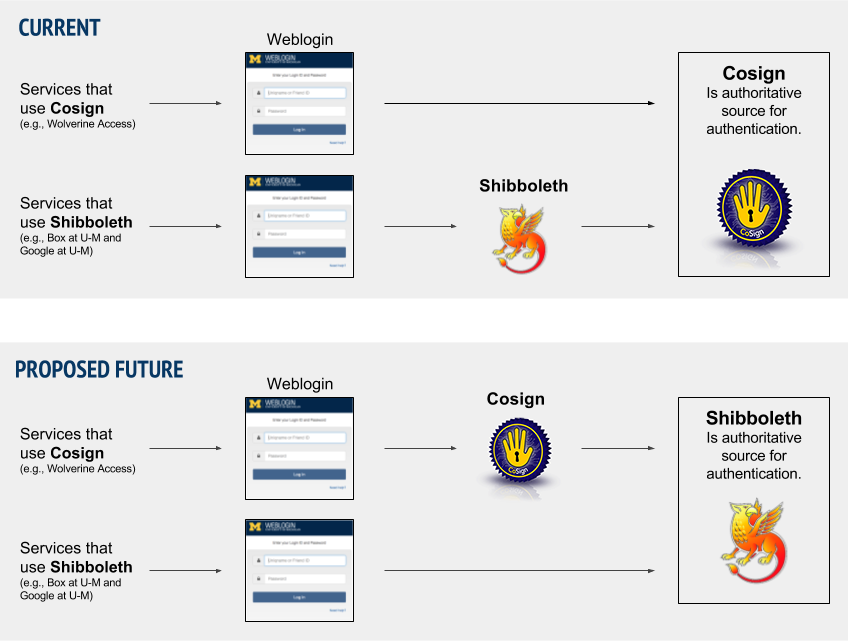 CURRENT
Weblogin
Services that
use Cosign
(e.g., Wolverine Access)
WEBLOGIN
Enter your Login ID and Password
Uniqname or Friend ID
Password
Log In
Need Help?
Cosign
Is authoritative
source for
authentication.
CoSign
Services that
use Shibboleth
(e.g., Box at U-M and
Google at U-M)
WEBLOGIN
Enter your Login ID and Password
Uniqname or Friend ID
Password
Log In
Need Help?
Shibboleth
PROPOSED FUTURE
Weblogin
Services that
use Cosign
(e.g., Wolverine Access)
WEBLOGIN
Enter your Login ID and Password
Uniqname or Friend ID
Password
Log In
Need Help?
Cosign
CoSign
Shibboleth
Is authoritative
source for
authentication.
Services that
use Shibboleth
(e.g., Box at U-M and
Google at U-M)
WEBLOGIN
Enter your Login ID and Password
Uniqname or Friend ID
Password
Log In
Need Help?